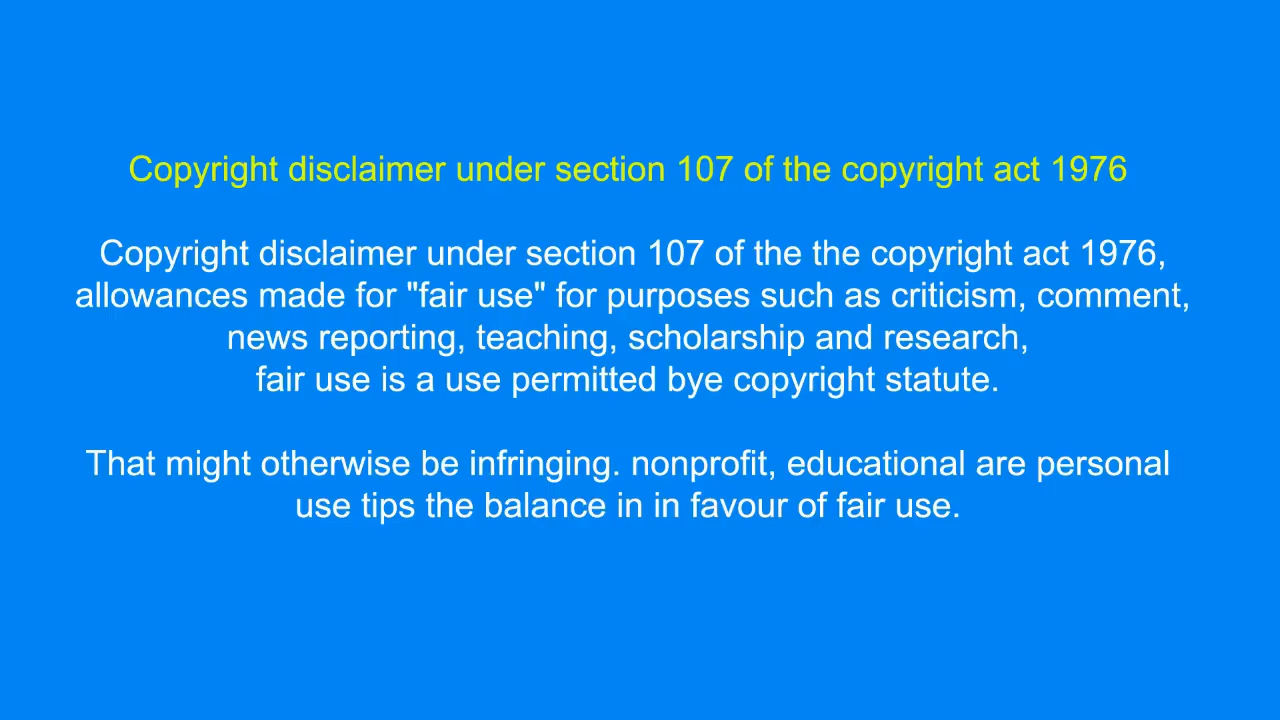 Copyright disclaimer under section 107 of the copyright act 1976
Copyright disclaimer under section 107 of the the copyright act 1976,
allowances made for "fair use" for purposes such as criticism, comment,
news reporting, teaching, scholarship and research,
fair use is a use permitted bye copyright statute.
That might otherwise be infringing. nonprofit, educational are personal
use tips the balance in in favour of fair use.